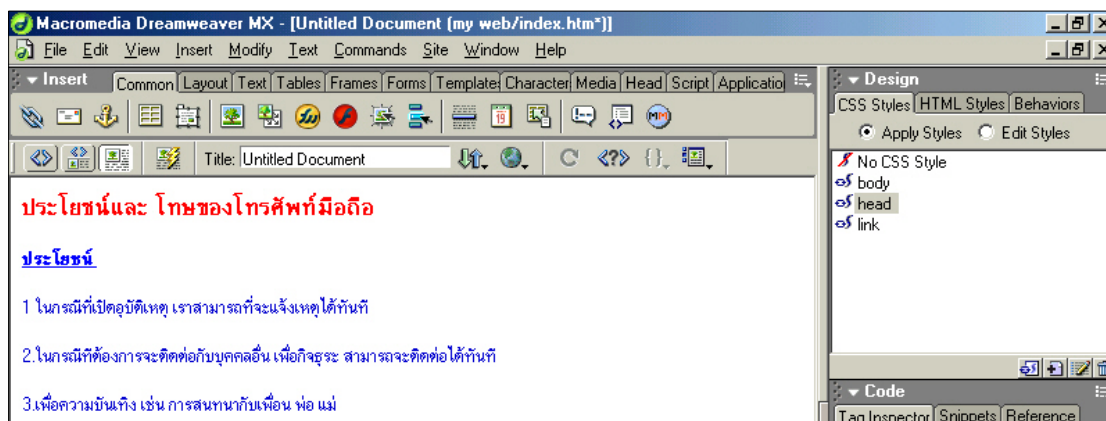 Macromedia Dreamweaver MX - [Untitled Document (my web/index.htm*)]
File Edit View Insert Modify Text Commands Site Window Help
Insert Common Layout Text Tables Frames Forms Template Character Media Head Script Applicatio
Design
CSS Styles HTML Styles Behaviors
Apply Styles Edit Styles
Title: Untitled Document
No CSS Style
body
head
link
ประโยชน์และ โทษของโทรศัพท์มือถือ
ประโยชน์
1 ในกรณีที่เปิดอุบัติเหตุ เราสามารถที่จะแจ้งเหตุได้ทันที
2.ในกรณีทีต้องการจะติดต่อกับบุคคลอื่น เพื่อกิจธุระ สามารถจะติดต่อได้ทันที
3.เพื่อความบันเทิง เช่น การสนทนากับเพื่อน พ่อ แม่
Code
Tag Inspector Snippets Reference